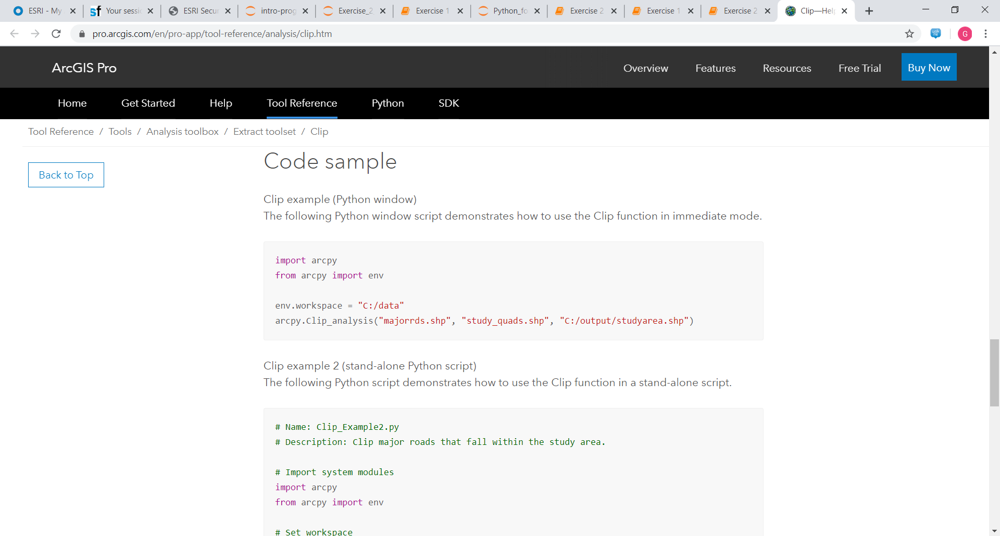 ESRI - My
Your sessi
ESRI Secur
intro-prog
Exercise_2
Exercise 1
Python_fo
Exercise 2
Exercise 1
Exercise 2
Clip—Help
pro.arcgis.com/en/pro-app/tool-reference/analysis/clip.htm
G
ArcGIS Pro
Overview
Features
Resources
Free Trial
Buy Now
Home
Get Started
Help
Tool Reference
Python
SDK
Tool Reference / Tools / Analysis toolbox / Extract toolset / Clip
Back to Top
Code sample
Clip example (Python window)
The following Python window script demonstrates how to use the Clip function in immediate mode.
import arcpy
from arcpy import env
env.workspace = "C:/data"
arcpy.Clip_analysis("majorrds.shp", "study_quads.shp", "C:/output/studyarea.shp")
Clip example 2 (stand-alone Python script)
The following Python script demonstrates how to use the Clip function in a stand-alone script.
# Name: Clip_Example2.py
# Description: Clip major roads that fall within the study area.
# Import system modules
import arcpy
from arcpy import env
# Set workspace